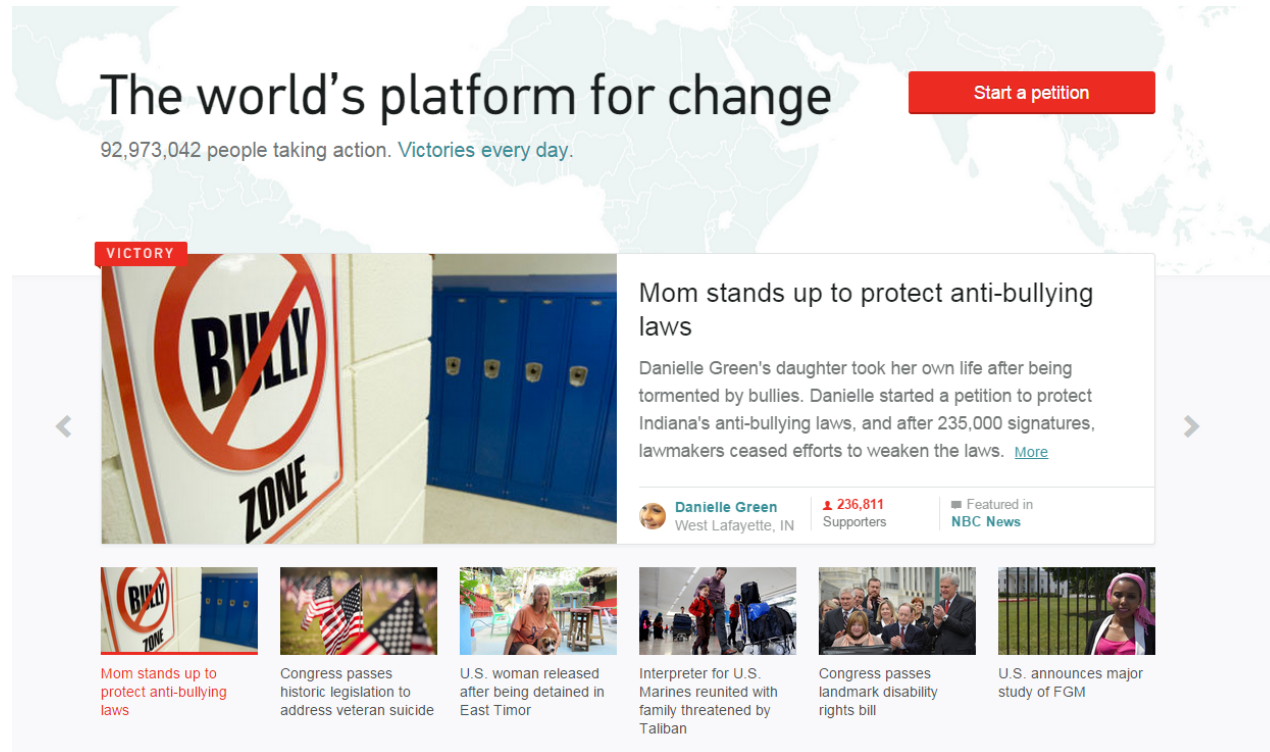 The world's platform for change
Start a petition
92,973,042 people taking action. Victories every day.
VICTORY
BULLY
ZONE
Mom stands up to protect anti-bullying
laws
Danielle Green's daughter took her own life after being
tormented by bullies. Danielle started a petition to protect
Indiana's anti-bullying laws, and after 235,000 signatures,
lawmakers ceased efforts to weaken the laws. More
Danielle Green
West Lafayette, IN
236,811
Supporters
Featured in
NBC News
BULLY
ZONE
Mom stands up to
protect anti-bullying
laws
Congress passes
historic legislation to
address veteran suicide
U.S. woman released
after being detained in
East Timor
Interpreter for U.S.
Marines reunited with
family threatened by
Taliban
Congress passes
landmark disability
rights bill
U.S. announces major
study of FGM